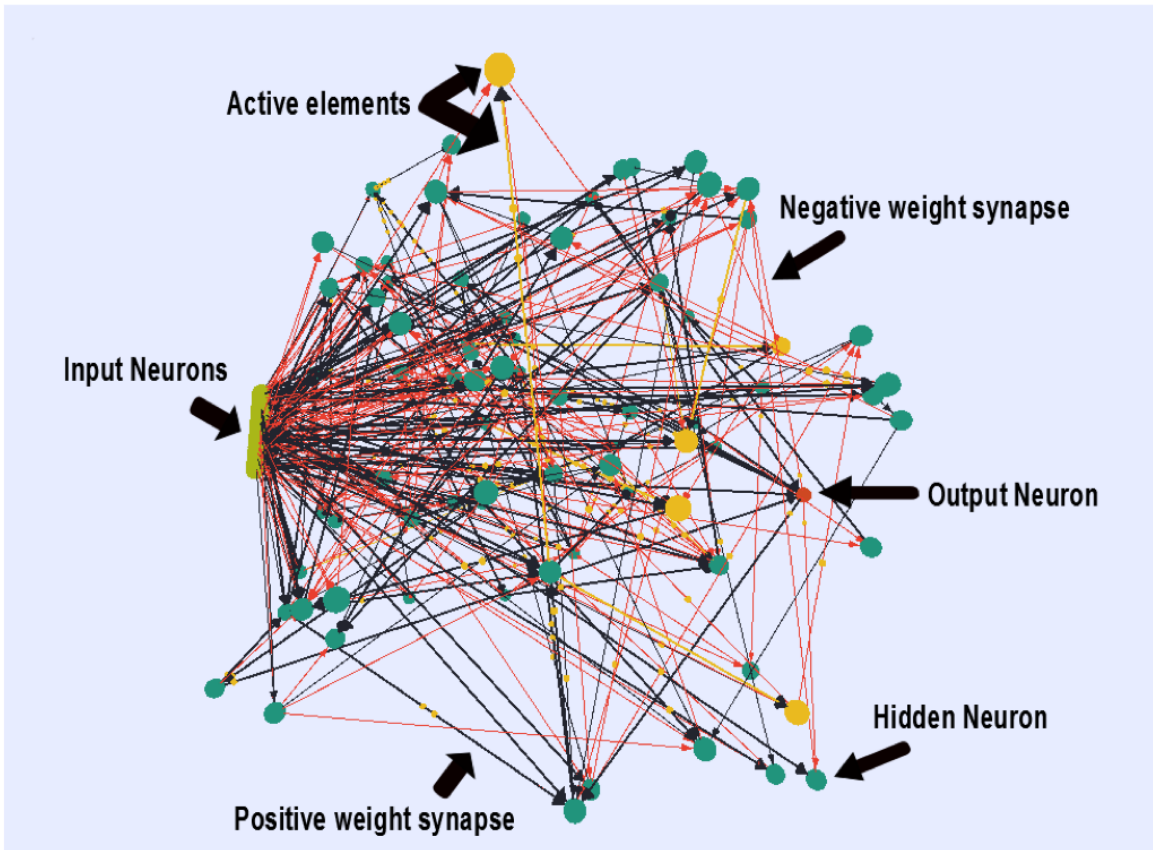 Active elements
Negative weight synapse
Input Neurons
Output Neuron
Hidden Neuron
Positive weight synapse